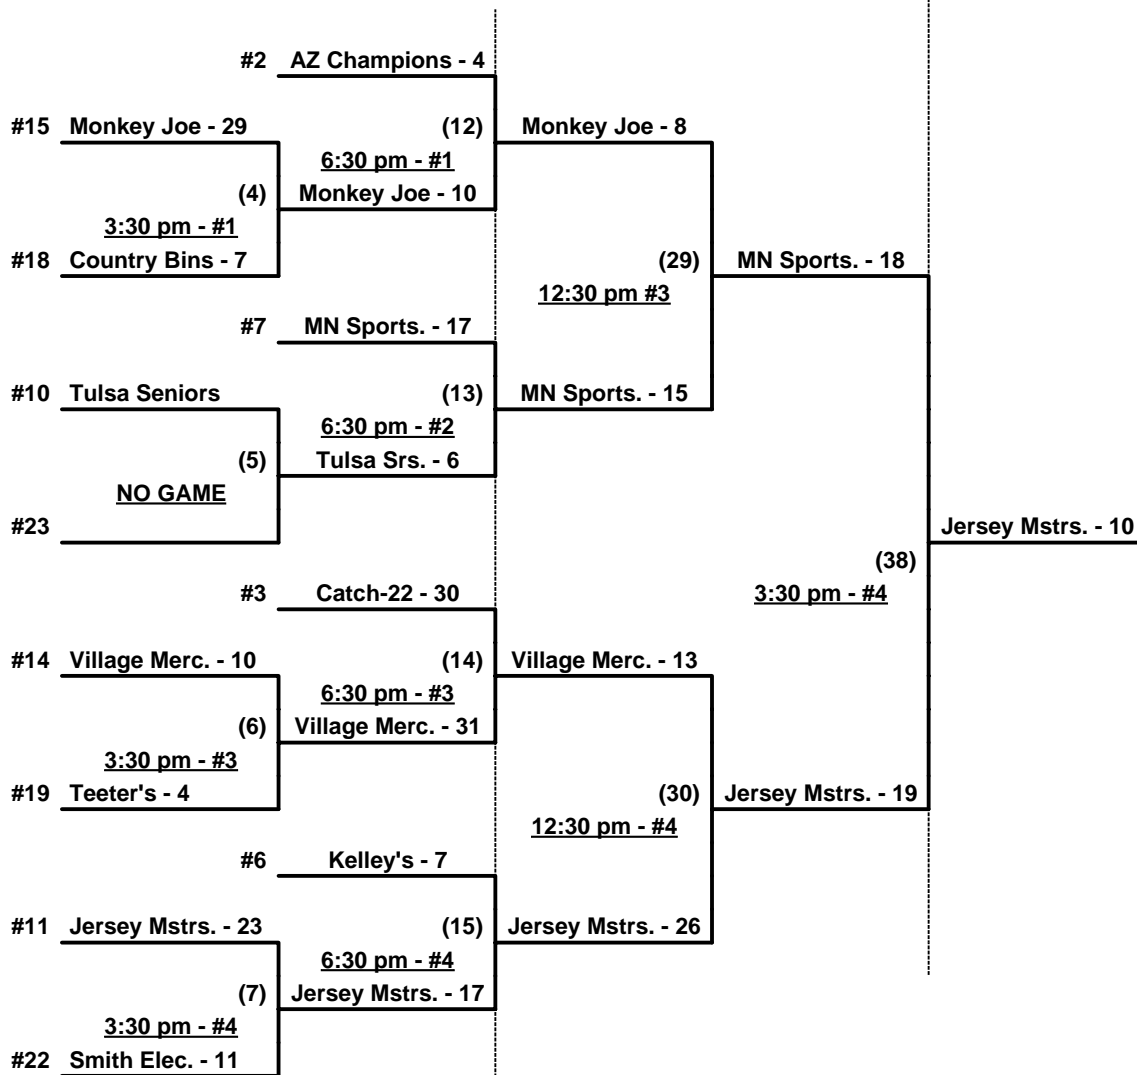 #2 AZ Champions - 4
#15 Monkey Joe - 29 (12) Monkey Joe - 8
6:30 pm - #1
(4) Monkey Joe - 10
3:30 pm - #1
#18 Country Bins - 7 (29) MN Sports. - 18
12:30 pm #3
#7 MN Sports. - 17
#10 Tulsa Seniors (13) MN Sports. - 15
6:30 pm - #2
(5) Tulsa Srs. - 6
NO GAME
#23 Jersey Mstrs. - 10
(38)
#3 Catch-22 - 30 3:30 pm - #4
#14 Village Merc. - 10 (14) Village Merc. - 13
6:30 pm - #3
(6) Village Merc. - 31
3:30 pm - #3
#19 Teeter's - 4 (30) Jersey Mstrs. - 19
12:30 pm - #4
#6 Kelley's - 7
#11 Jersey Mstrs. - 23 (15) Jersey Mstrs. - 26
6:30 pm - #4
(7) Jersey Mstrs. - 17
3:30 pm - #4
#22 Smith Elec. - 11